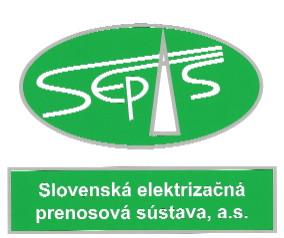 SEPS
Slovenská elektrizačná
prenosová sústava, a.s.